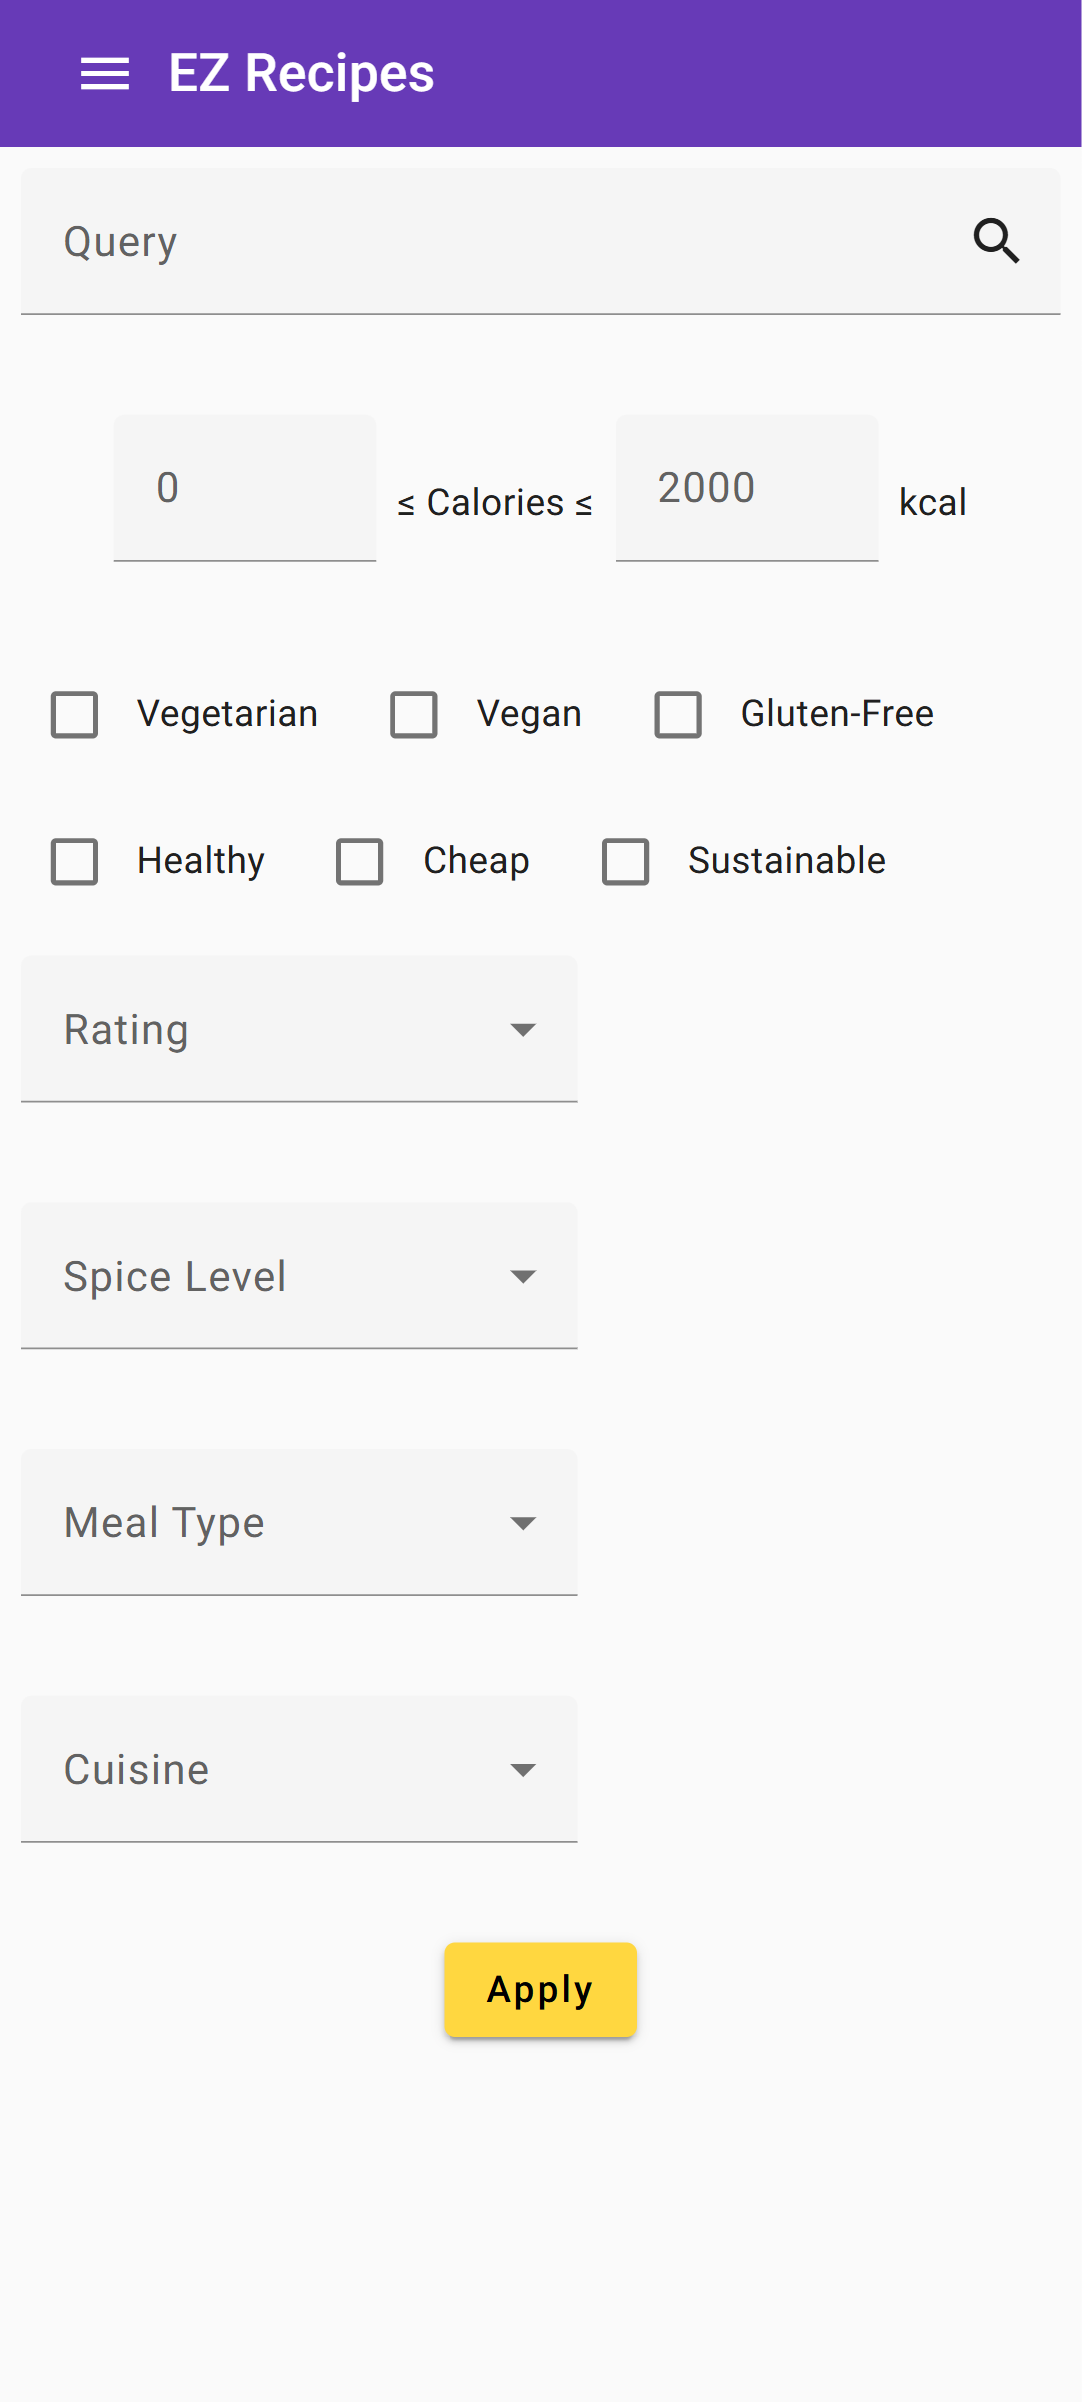 EZ Recipes
Query
0 ≤ Calories ≤ 2000 kcal
Vegetarian Vegan Gluten-Free
Healthy Cheap Sustainable
Rating
Spice Level
Meal Type
Cuisine
Apply